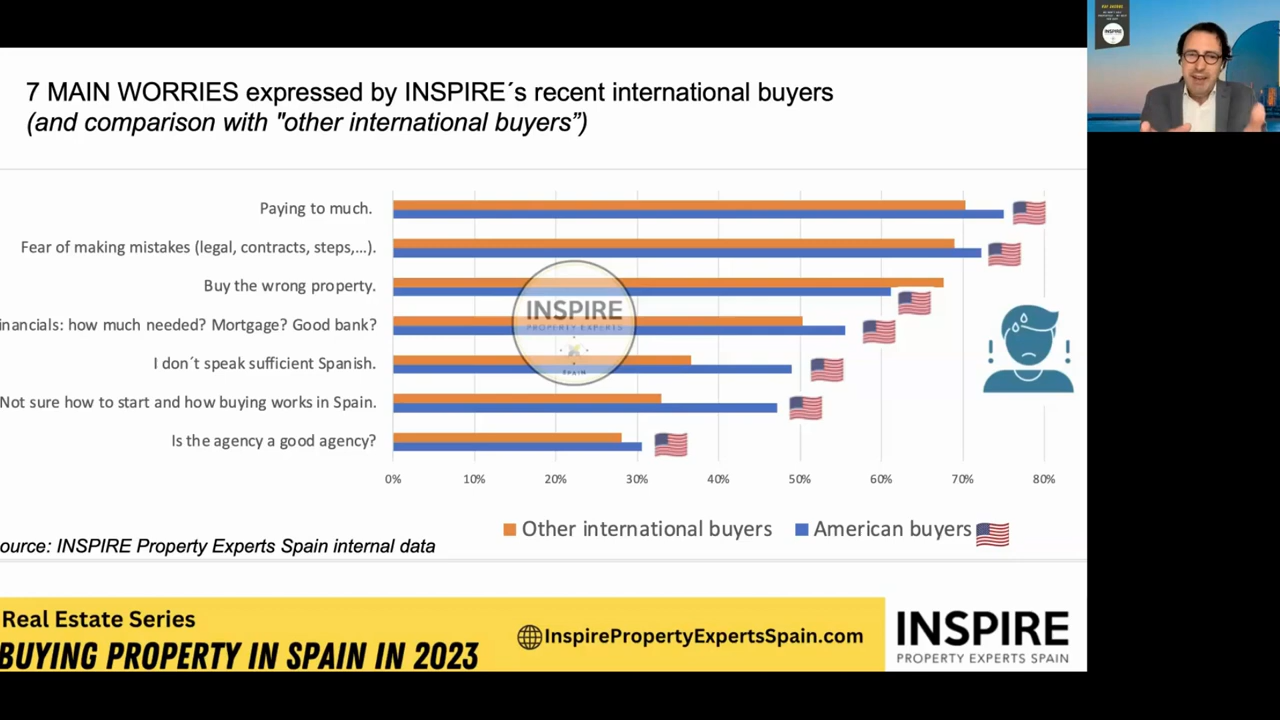 7 MAIN WORRIES expressed by INSPIRE´s recent international buyers
(and comparison with "other international buyers”)
Paying to much.
Fear of making mistakes (legal, contracts, steps,...).
Buy the wrong property.
inancials: how much needed? Mortgage? Good bank?
I don´t speak sufficient Spanish.
Not sure how to start and how buying works in Spain.
Is the agency a good agency?
INSPIRE
PROPERTY EXPERTS
SPAIN
0% 10% 20% 30% 40% 50% 60% 70% 80%
Other international buyers American buyers
ource: INSPIRE Property Experts Spain internal data
Real Estate Series
BUYING PROPERTY IN SPAIN IN 2023
InspirePropertyExpertsSpain.com
INSPIRE
PROPERTY EXPERTS SPAIN
INSPIRE